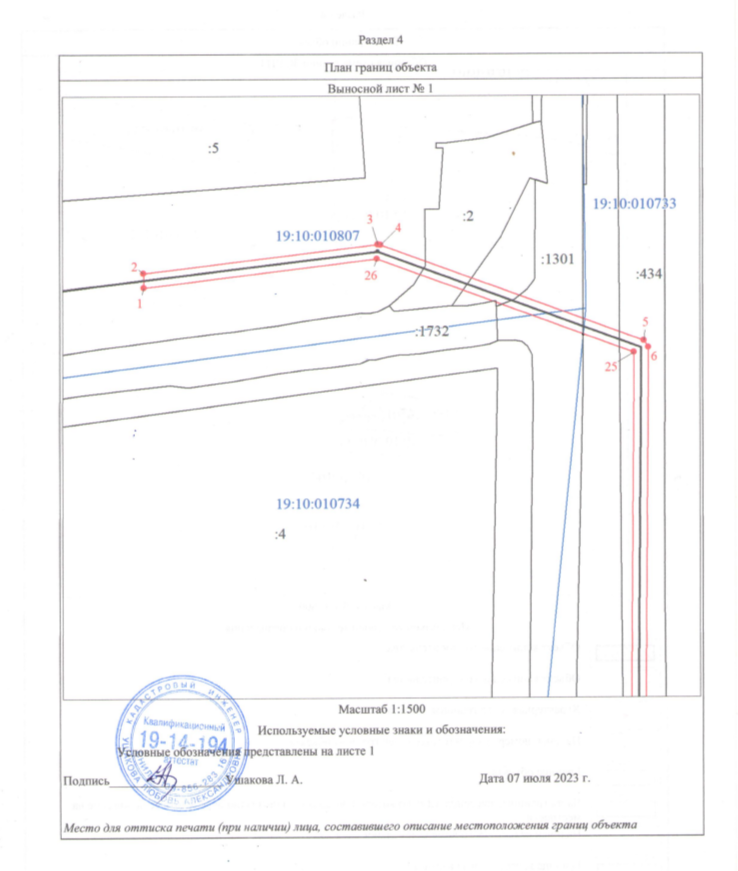 Раздел 4
План границ объекта
Выносной лист № 1
:5
19:10:010733
3
4
:2
19:10:010807
:1301
2
26
:434
1
:1732
5
6
25
19:10:010734
:4
Масштаб 1:1500
Используемые условные знаки и обозначения:
Условные обозначения представлены на листе 1
Подпись Ушакова Л. А. Дата 07 июля 2023 г.
Место для оттиска печати (при наличии) лица, составившего описание местоположения границ объекта
КАДАСТРОВЫЙ ИНЖЕНЕР
Квалификационный
19-14-194
аттестат